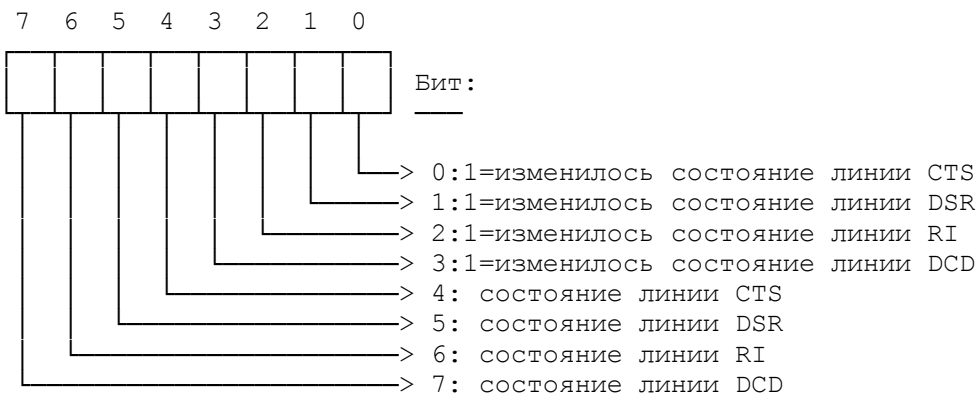 7 6 5 4 3 2 1 0
Бит:
> 0:1=изменилось состояние линии CTS
> 1:1=изменилось состояние линии DSR
> 2:1=изменилось состояние линии RI
> 3:1=изменилось состояние линии DCD
> 4: состояние линии CTS
> 5: состояние линии DSR
> 6: состояние линии RI
> 7: состояние линии DCD